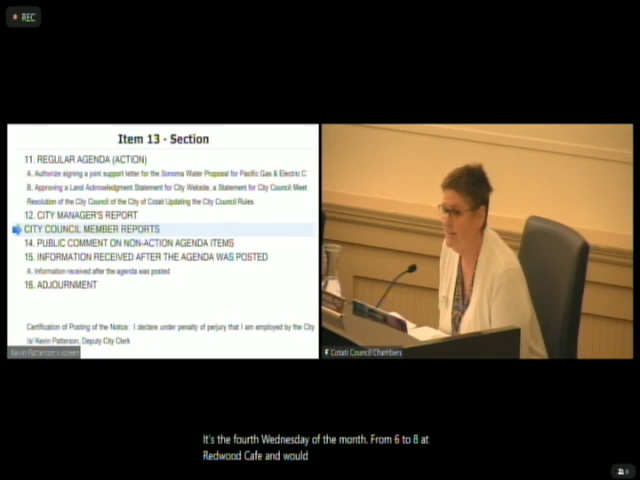 REC
Item 13 - Section
11. REGULAR AGENDA (ACTION)
A. Authorize signing a joint support letter for the Sonoma Water Proposal for Pacific Gas & Electric C
B. Approving a Land Acknowledgment Statement for City Website, a Statement for City Council Meet
Resolution of the City Council of the City of Cotati Updating the City Council Rules
12. CITY MANAGER'S REPORT
CITY COUNCIL MEMBER REPORTS
14. PUBLIC COMMENT ON NON-ACTION AGENDA ITEMS
15. INFORMATION RECEIVED AFTER THE AGENDA WAS POSTED
A. Information received after the agenda was posted
16. ADJOURNMENT
Certification of Posting of the Notice: I declare under penalty of perjury that I am employed by the City
/s/ Kevin Patterson, Deputy City Clerk
Kevin Patterson's screen
Cotati Council Chambers
It's the fourth Wednesday of the month. From 6 to 8 at
Redwood Cafe and would